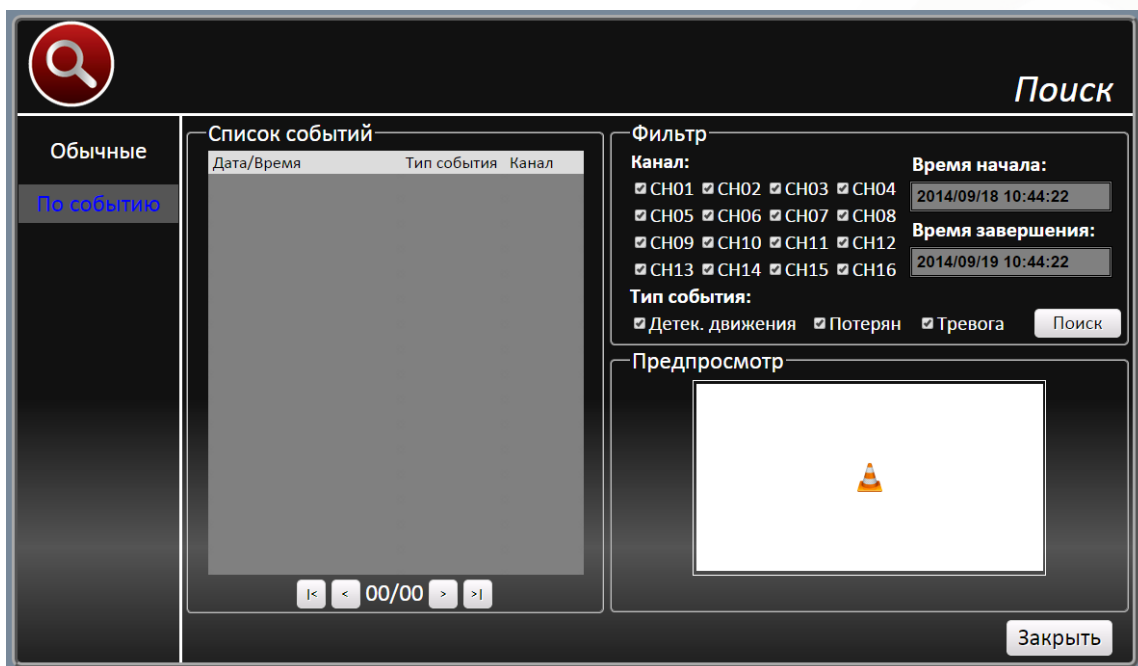 Поиск
Обычные
По событию
Список событий
Дата/Время Тип события Канал
|< < 00/00 > >|
Фильтр
Канал:
CH01 CH02 CH03 CH04
CH05 CH06 CH07 CH08
CH09 CH10 CH11 CH12
CH13 CH14 CH15 CH16
Время начала:
2014/09/18 10:44:22
Время завершения:
2014/09/19 10:44:22
Тип события:
Детек. движения Потерян Тревога Поиск
Предпросмотр
Закрыть